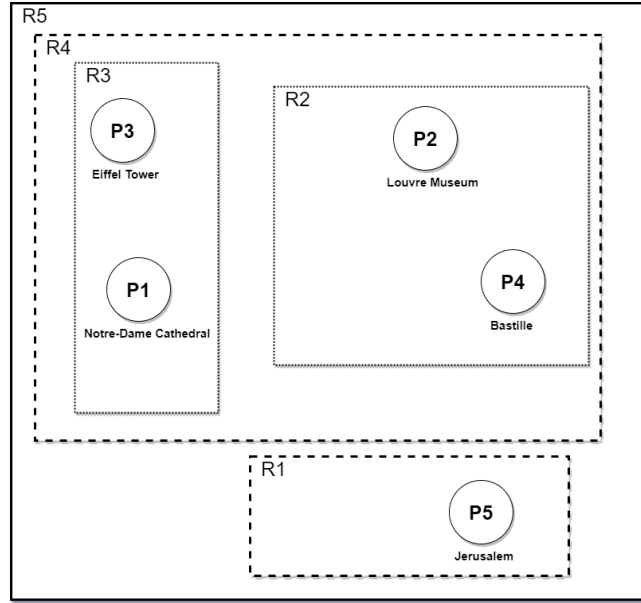 R5
R4
R3
R2
P3
Eiffel Tower
P2
Louvre Museum
P1
Notre-Dame Cathedral
P4
Bastille
R1
P5
Jerusalem